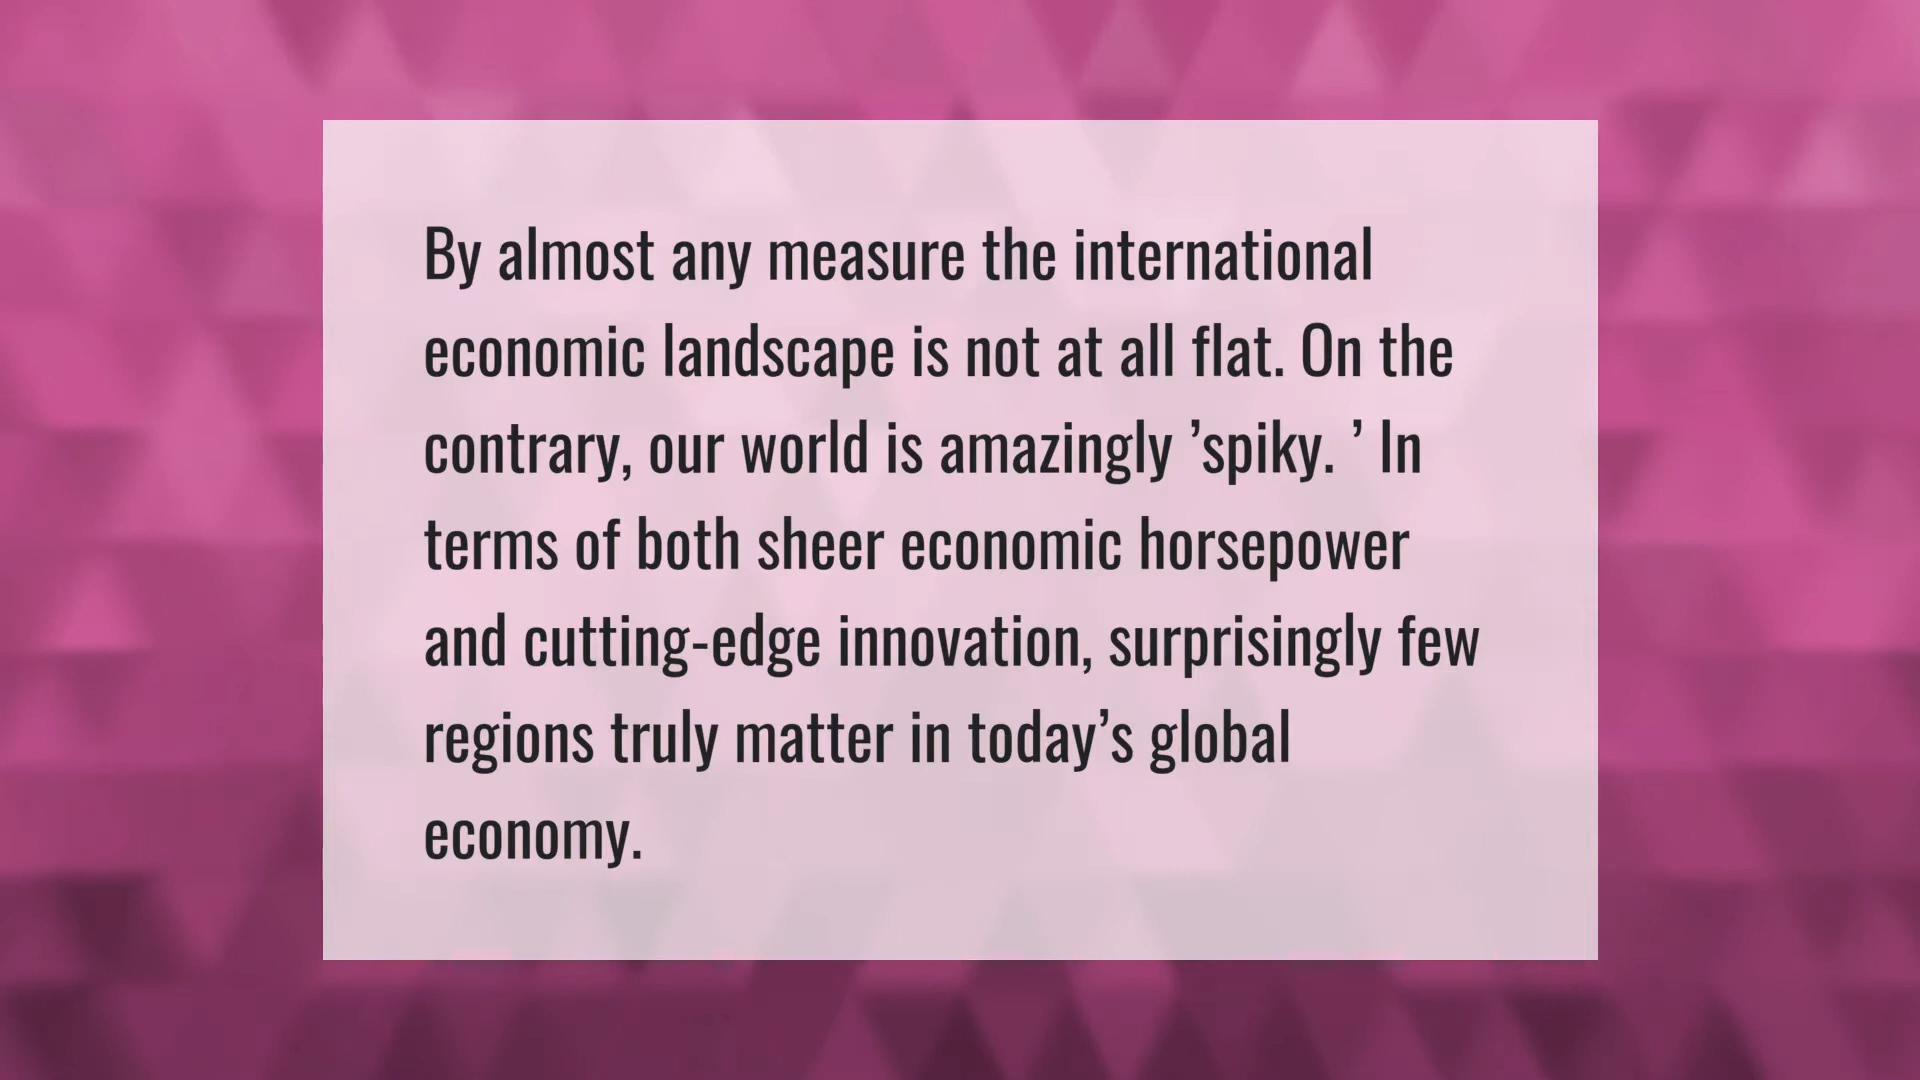 By almost any measure the international
economic landscape is not at all flat. On the
contrary, our world is amazingly ’spiky. ’ In
terms of both sheer economic horsepower
and cutting-edge innovation, surprisingly few
regions truly matter in today’s global
economy.